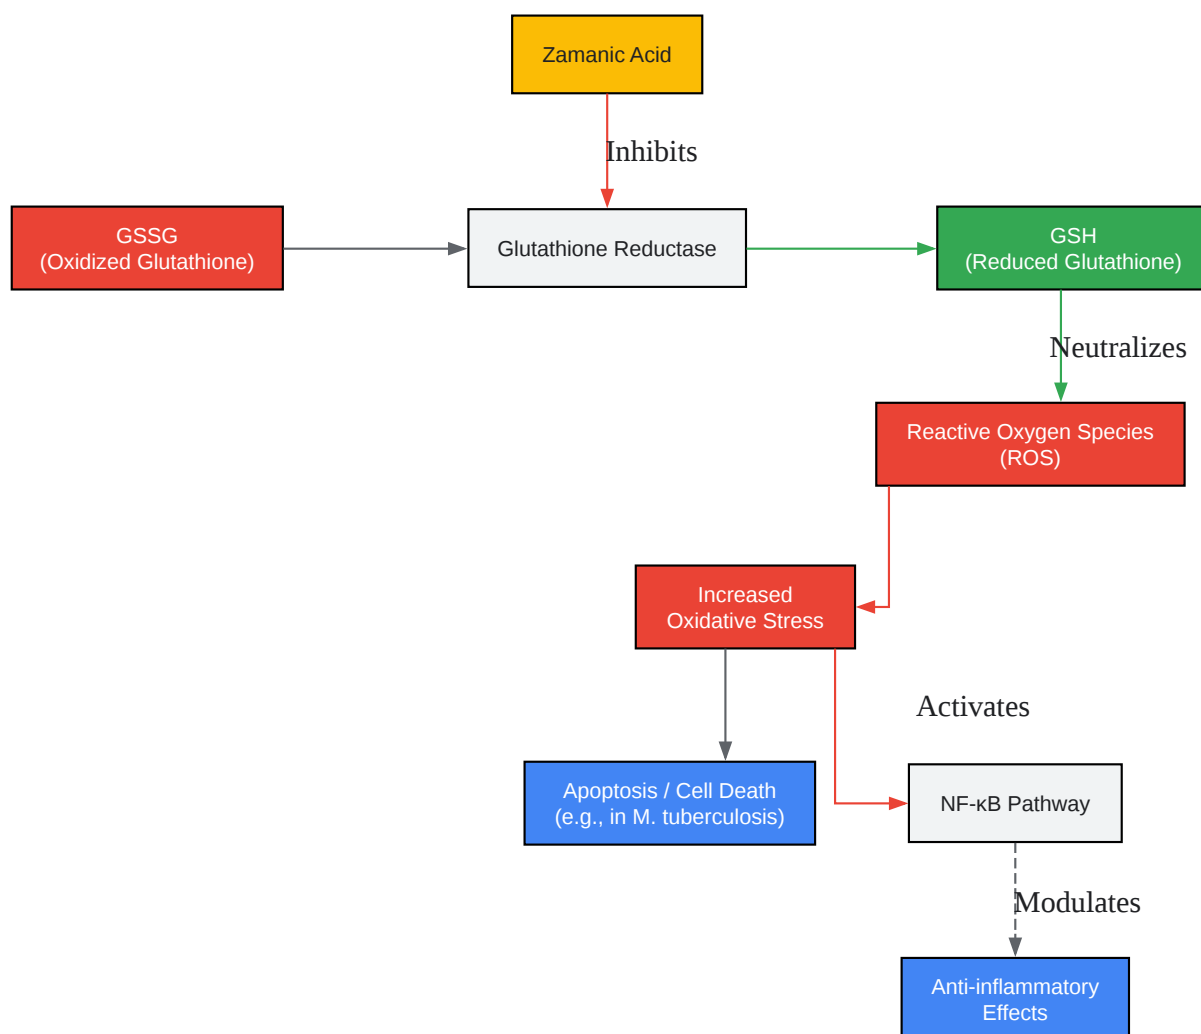 Zamanic Acid
Inhibits
GSSG
(Oxidized Glutathione)
Glutathione Reductase
GSH
(Reduced Glutathione)
Neutralizes
Reactive Oxygen Species
(ROS)
Increased
Oxidative Stress
Activates
Apoptosis / Cell Death
(e.g., in M. tuberculosis)
NF-κB Pathway
Modulates
Anti-inflammatory
Effects